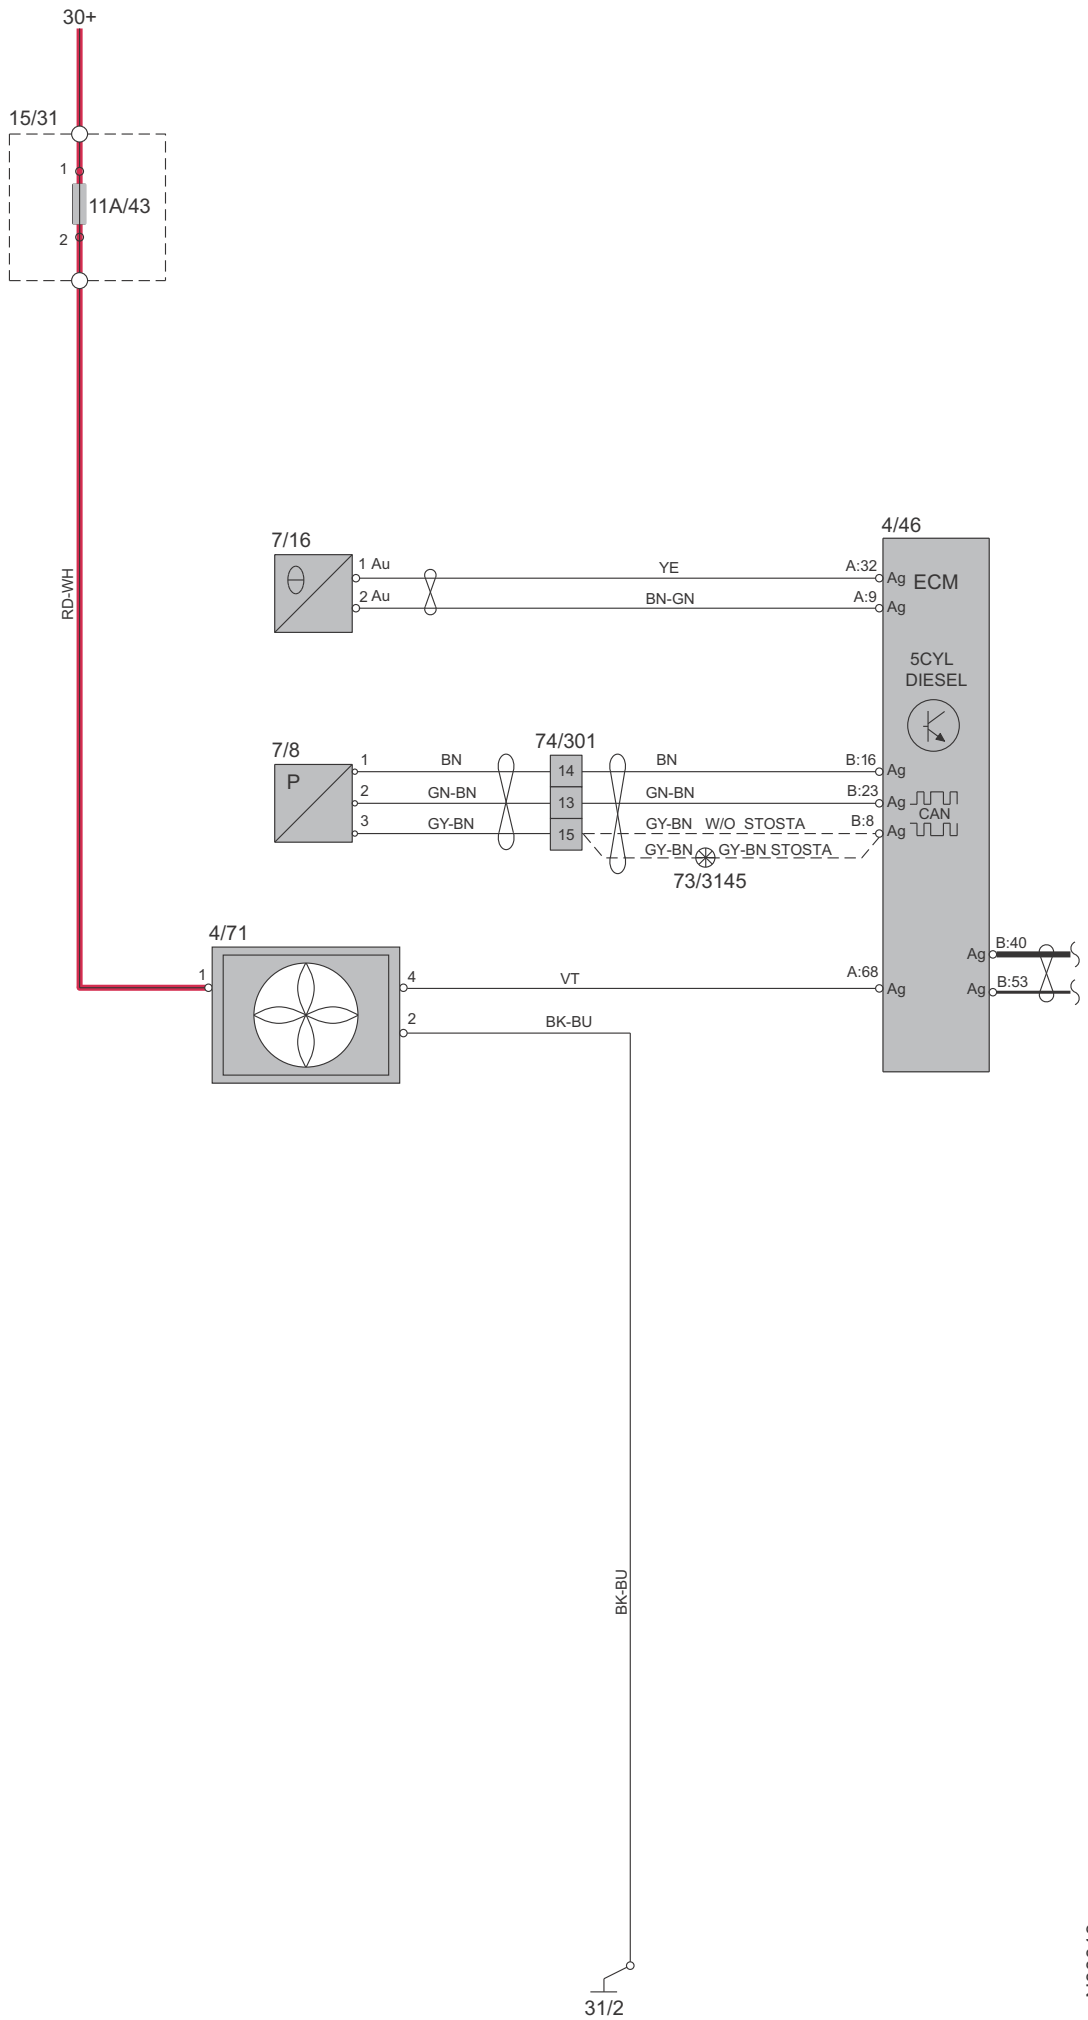 30+
15/31
1
11A/43
2
RD-WH
7/16
1 Au
YE
A:32
2 Au
BN-GN
A:9
4/46
Ag
ECM
Ag
5CYL
DIESEL
7/8
P
1
BN
74/301
14
BN
B:16
Ag
2
GN-BN
13
GN-BN
B:23
Ag
CAN
3
GY-BN
15
GY-BN W/O STOSTA
B:8
Ag
GY-BN
GY-BN STOSTA
73/3145
4/71
1
4
VT
A:68
Ag
2
BK-BU
Ag
B:40
Ag
B:53
BK-BU
31/2